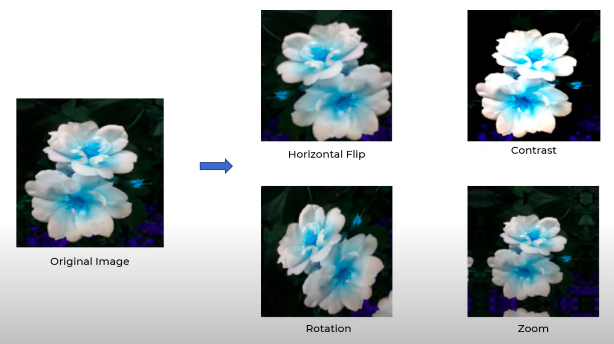 Horizontal Flip
Contrast
Original Image
Rotation
Zoom